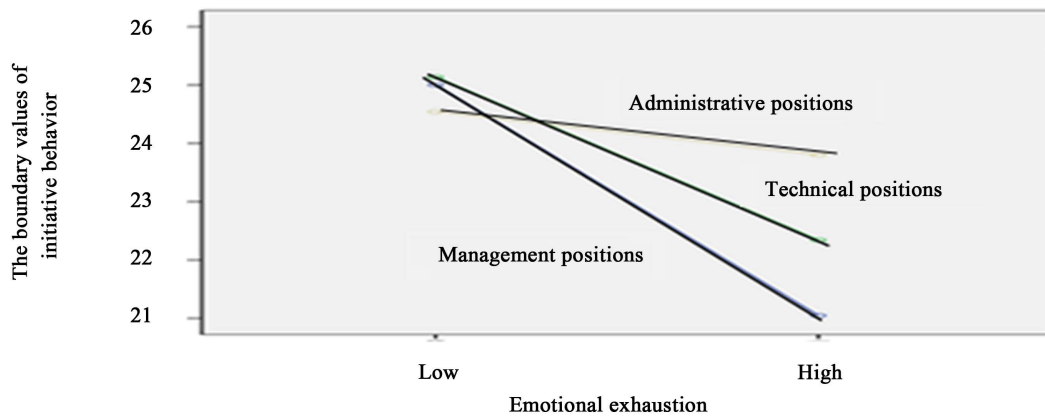 26
25
24
23
22
21
The boundary values of
initiative behavior
Administrative positions
Technical positions
Management positions
Low
High
Emotional exhaustion